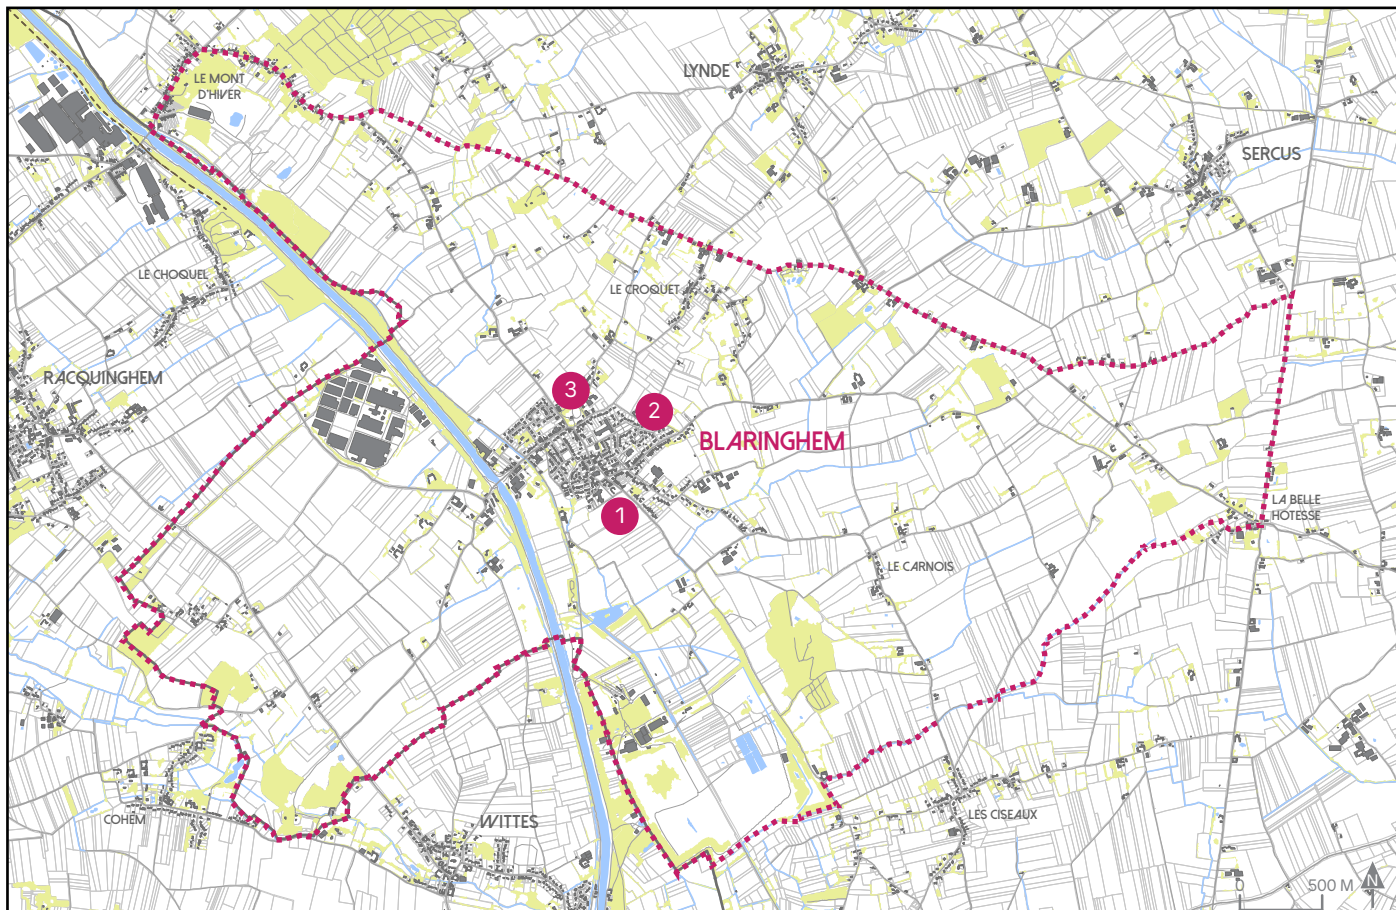 LYNDE
LE MONT
D'HIVER
SERCUS
LE CHOQUEL
LE CROQUET
RACQUINGHEM
3
2
BLARINGHEM
1
LA BELLE
HOTESSE
LE CARNOIS
COHEM
WITTES
LES CISEAUX
0
500 M
N